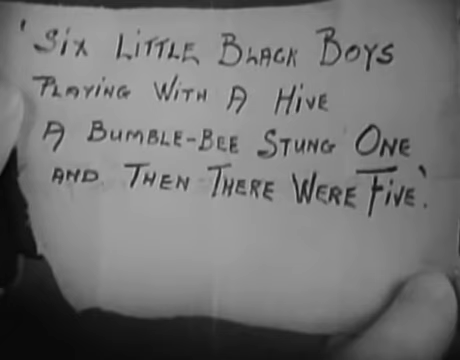 'Six Little Black Boys
Playing With A Hive
A Bumble-Bee Stung One
And Then There Were Five.'